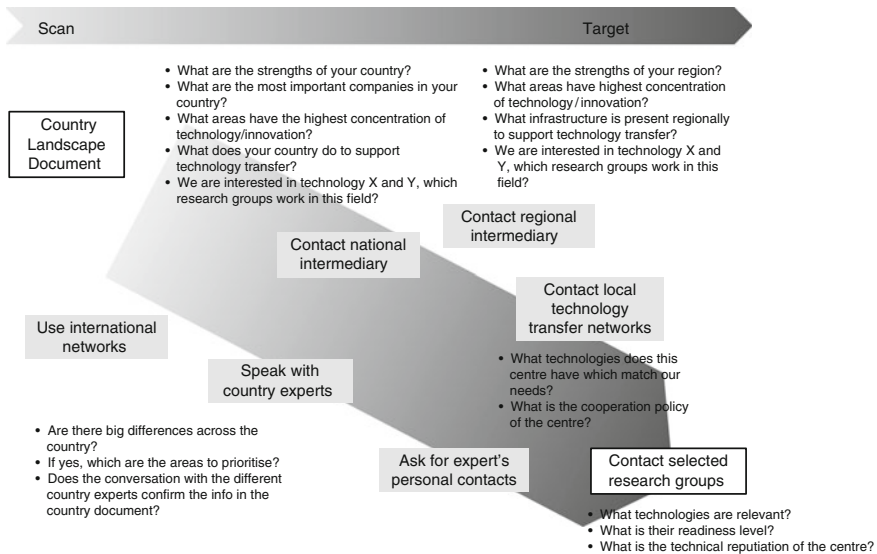 Scan
Target
• What are the strengths of your country?
• What are the most important companies in your
country?
• What areas have the highest concentration of
technology/innovation?
• What does your country do to support
technology transfer?
• We are interested in technology X and Y, which
research groups work in this field?
• What are the strengths of your region?
• What areas have highest concentration
of technology/innovation?
• What infrastructure is present regionally
to support technology transfer?
• We are interested in technology X and
Y, which research groups work in this
field?
Country
Landscape
Document
Contact regional
intermediary
Contact national
intermediary
Contact local
technology
transfer networks
Use international
networks
Speak with
country experts
• What technologies does this
centre have which match our
needs?
• What is the cooperation policy
of the centre?
• Are there big differences across the
country?
• If yes, which are the areas to prioritise?
• Does the conversation with the different
country experts confirm the info in the
country document?
Ask for expert's
personal contacts
Contact selected
research groups
• What technologies are relevant?
• What is their readiness level?
• What is the technical reputiation of the centre?